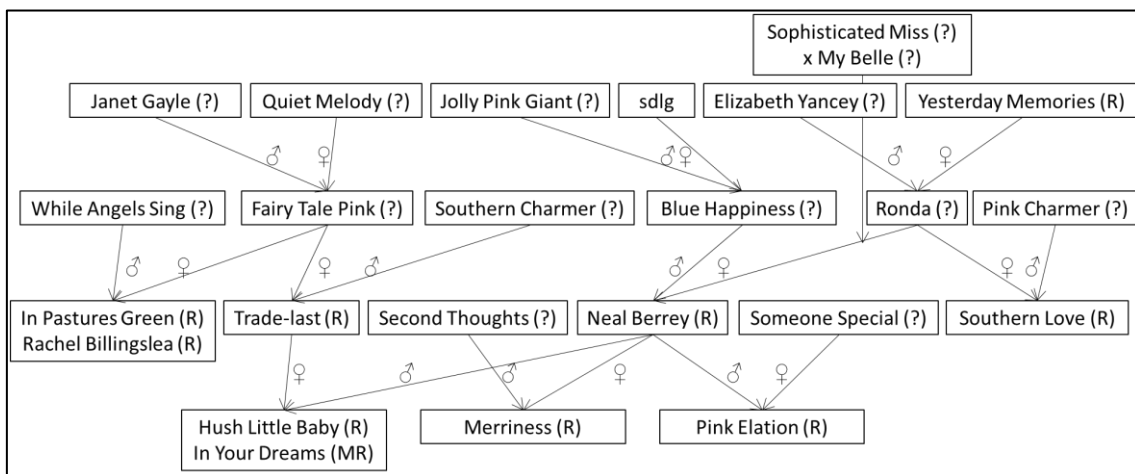 Sophisticated Miss (?)
x My Belle (?)
Janet Gayle (?)
Quiet Melody (?)
Jolly Pink Giant (?)
sdlg
Elizabeth Yancey (?)
Yesterday Memories (R)
♂ ♀ ♂♀ ♂ ♀
While Angels Sing (?)
Fairy Tale Pink (?)
Southern Charmer (?)
Blue Happiness (?)
Ronda (?)
Pink Charmer (?)
♂ ♀ ♀ ♂ ♂ ♀ ♀ ♂
In Pastures Green (R)
Rachel Billingslea (R)
Trade-last (R)
Second Thoughts (?)
Neal Berrey (R)
Someone Special (?)
Southern Love (R)
♀ ♂ ♂ ♀ ♂ ♀
Hush Little Baby (R)
In Your Dreams (MR)
Merriness (R)
Pink Elation (R)